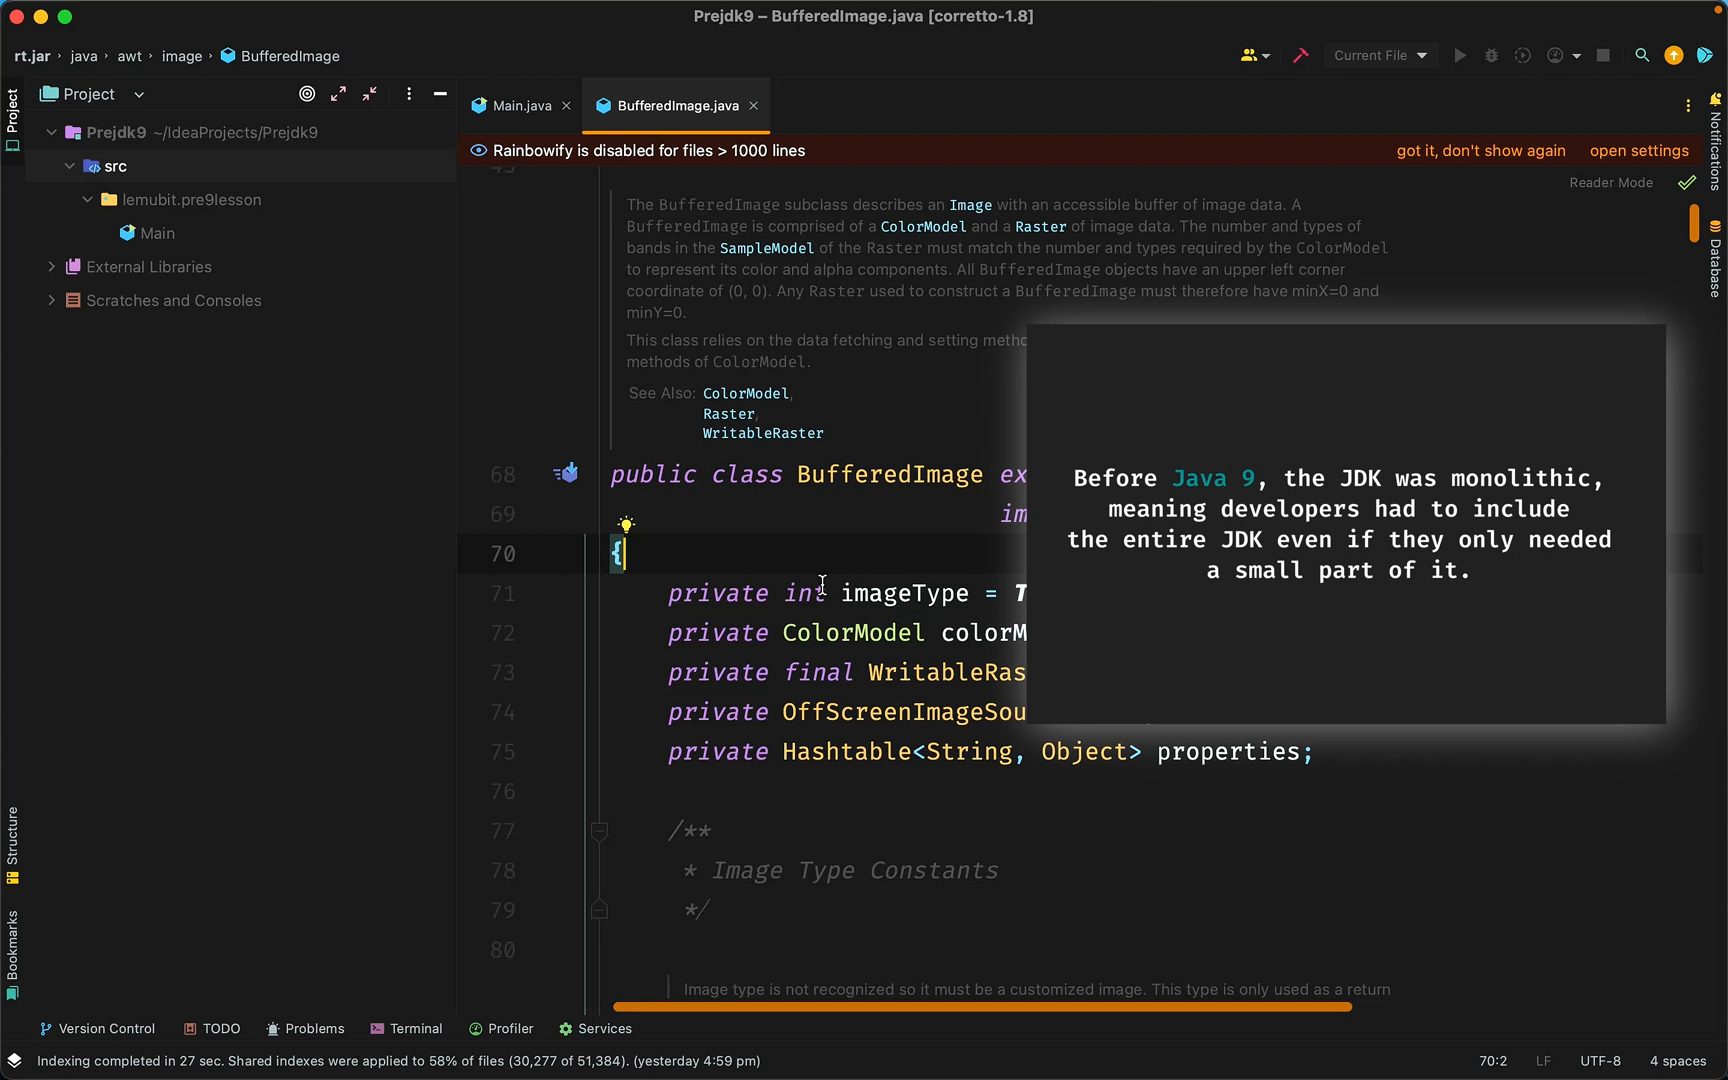 Prejdk9 – BufferedImage.java [corretto-1.8]
rt.jar › java › awt › image › BufferedImage
Current File
Project
Main.java
BufferedImage.java
Project
Prejdk9 ~/IdeaProjects/Prejdk9
src
lemubit.pre9lesson
Main
External Libraries
Scratches and Consoles
Structure
Bookmarks
Notifications
Database
Rainbowify is disabled for files > 1000 lines
got it, don't show again
open settings
Reader Mode
The BufferedImage subclass describes an Image with an accessible buffer of image data. A
BufferedImage is comprised of a ColorModel and a Raster of image data. The number and types of
bands in the SampleModel of the Raster must match the number and types required by the ColorModel
to represent its color and alpha components. All BufferedImage objects have an upper left corner
coordinate of (0, 0). Any Raster used to construct a BufferedImage must therefore have minX=0 and
minY=0.
This class relies on the data fetching and setting metho
methods of ColorModel.
See Also: ColorModel,
Raster,
WritableRaster
68 public class BufferedImage ex
69 im
70 {
71 private int imageType = T
72 private ColorModel colorM
73 private final WritableRas
74 private OffScreenImageSou
75 private Hashtable<String, Object> properties;
76
77 /**
78 * Image Type Constants
79 */
80
Image type is not recognized so it must be a customized image. This type is only used as a return
Before Java 9, the JDK was monolithic,
meaning developers had to include
the entire JDK even if they only needed
a small part of it.
Version Control
TODO
Problems
Terminal
Profiler
Services
Indexing completed in 27 sec. Shared indexes were applied to 58% of files (30,277 of 51,384). (yesterday 4:59 pm)
70:2
LF
UTF-8
4 spaces